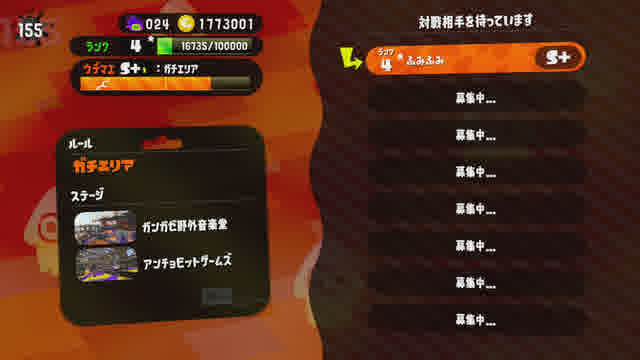 155
024
1773001
ランク 4 ★ 16735/100000
ウデマエ S+ : ガチエリア
ルール
ガチエリア
ステージ
ガンガゼ野外音楽堂
アンチョビットゲームズ
対戦相手を待っています
ランク 4 ★ ふみふみ S+
募集中...
募集中...
募集中...
募集中...
募集中...
募集中...
募集中...